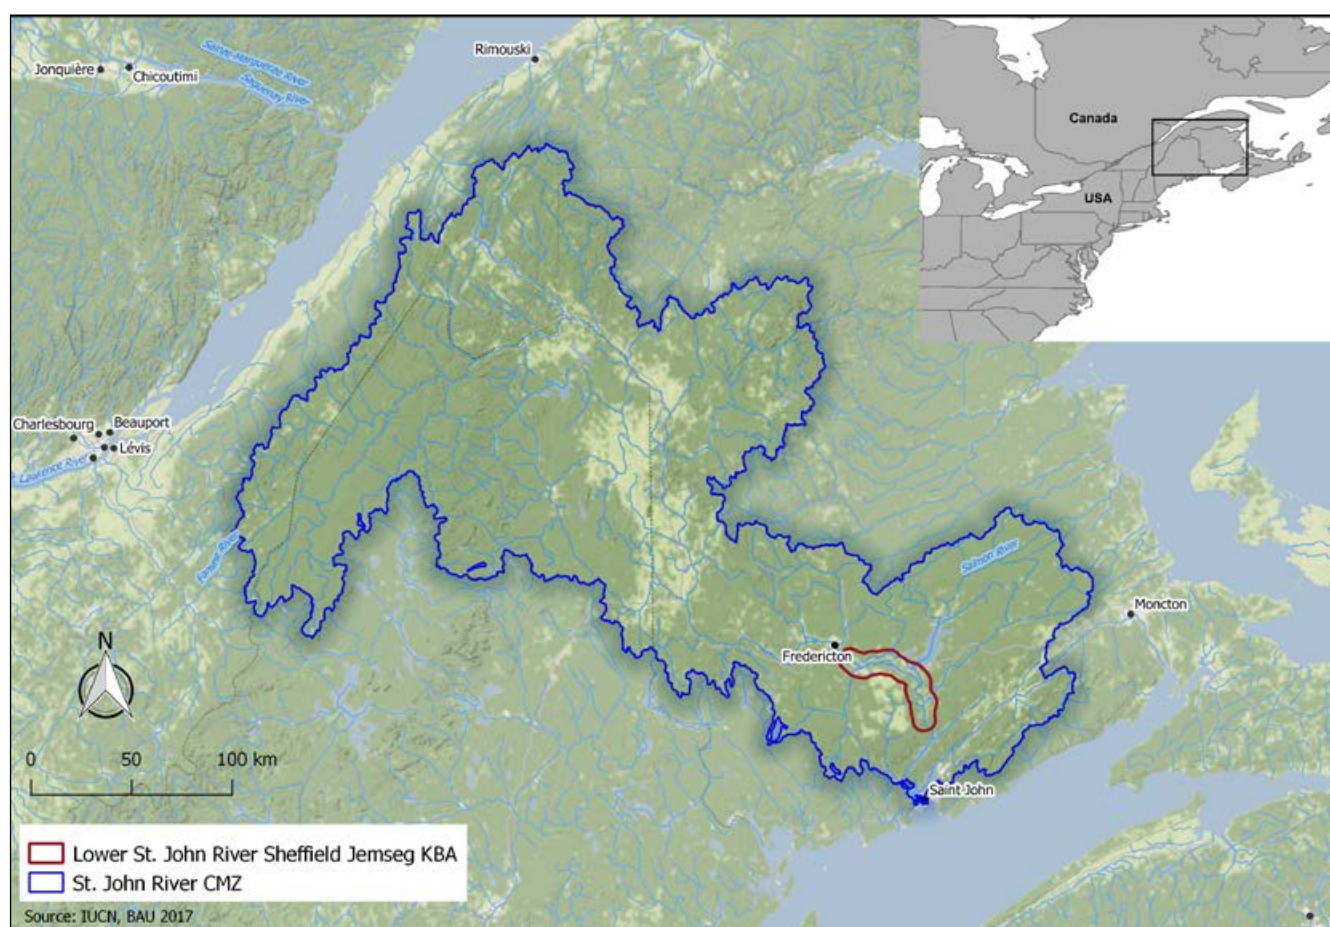 Rimouski
Sainte-Marguerite River
Jonquière
Chicoutimi
Saguenay River
Canada
USA
Charlesbourg
Beauport
Lévis
Lawrence River
Famine River
Salmon River
Moncton
Fredericton
N
0 50 100 km
Saint John
Lower St. John River Sheffield Jemseg KBA
St. John River CMZ
Source: IUCN, BAU 2017